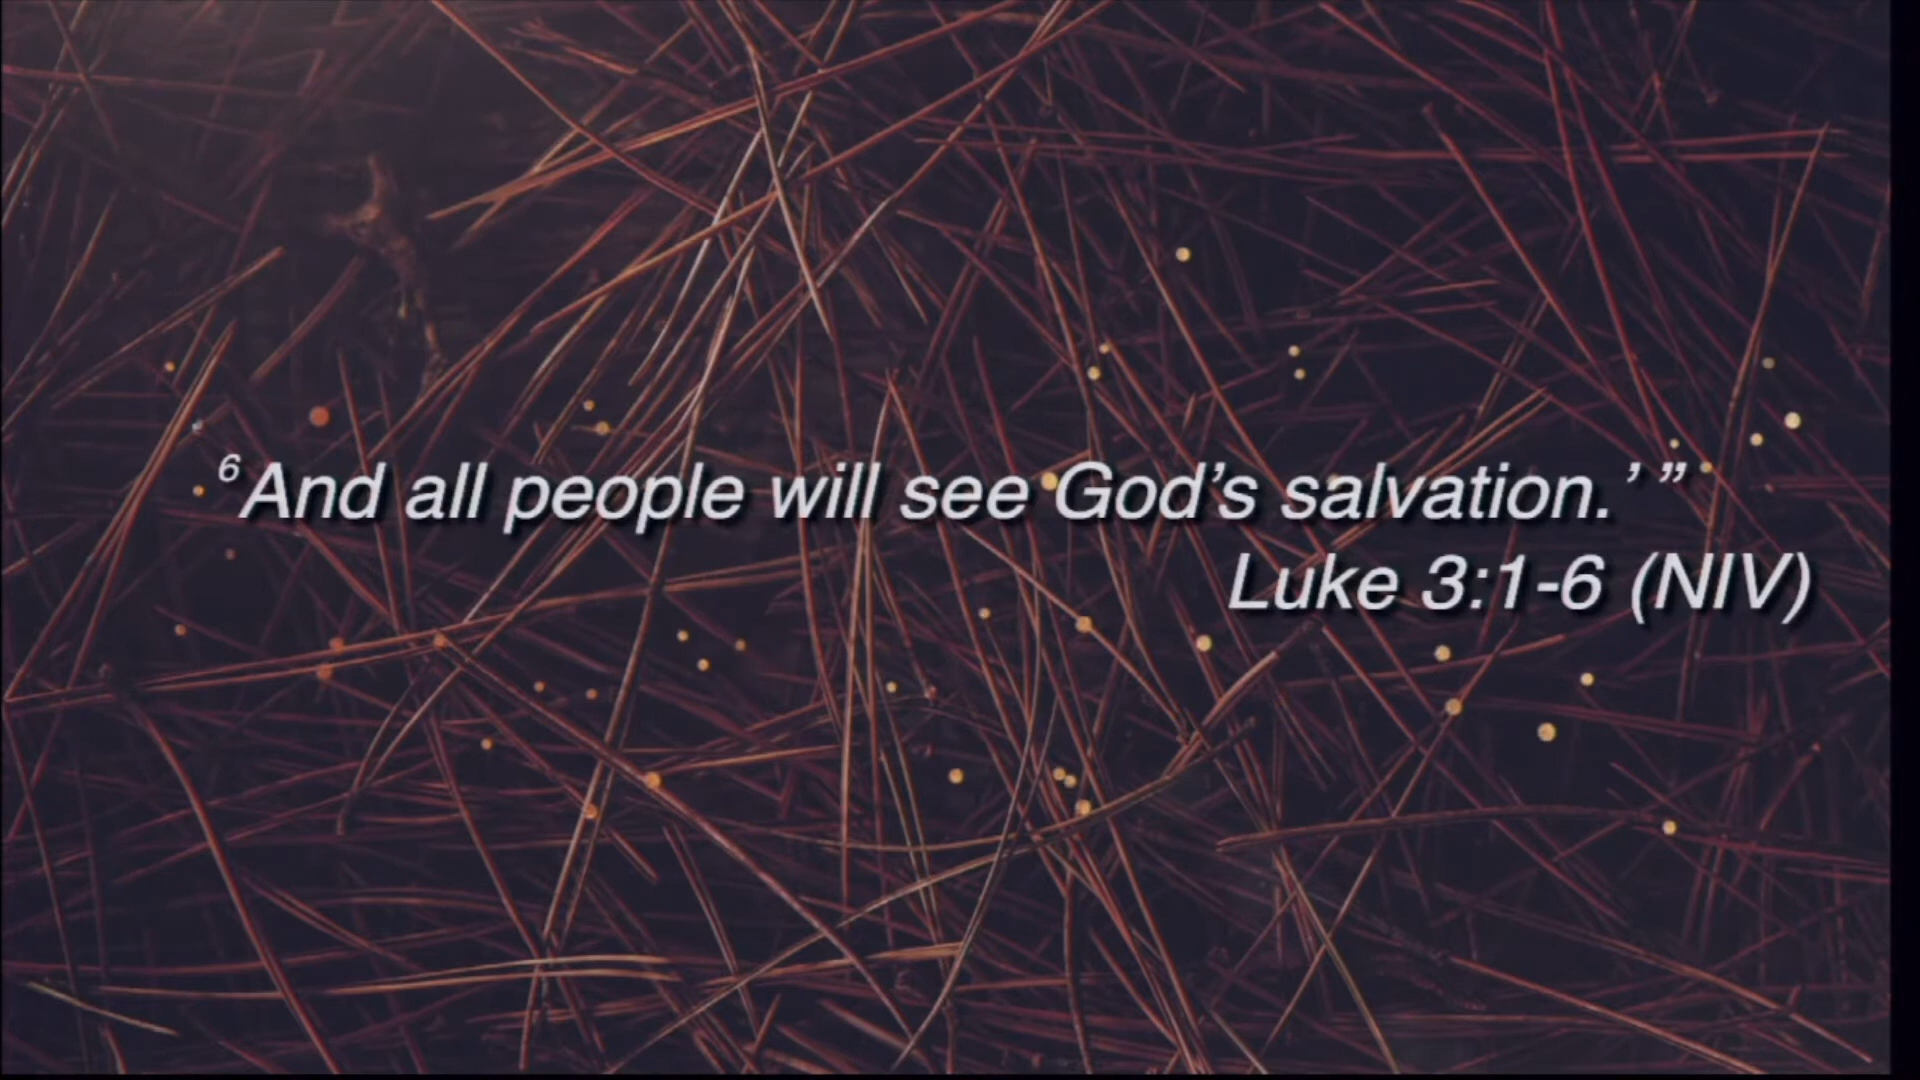 ⁶And all people will see God’s salvation.’ ”
Luke 3:1-6 (NIV)